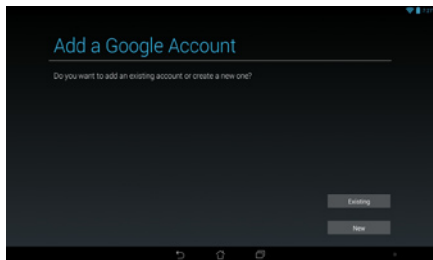 Add a Google Account
Do you want to add an existing account or create a new one?
Existing
New